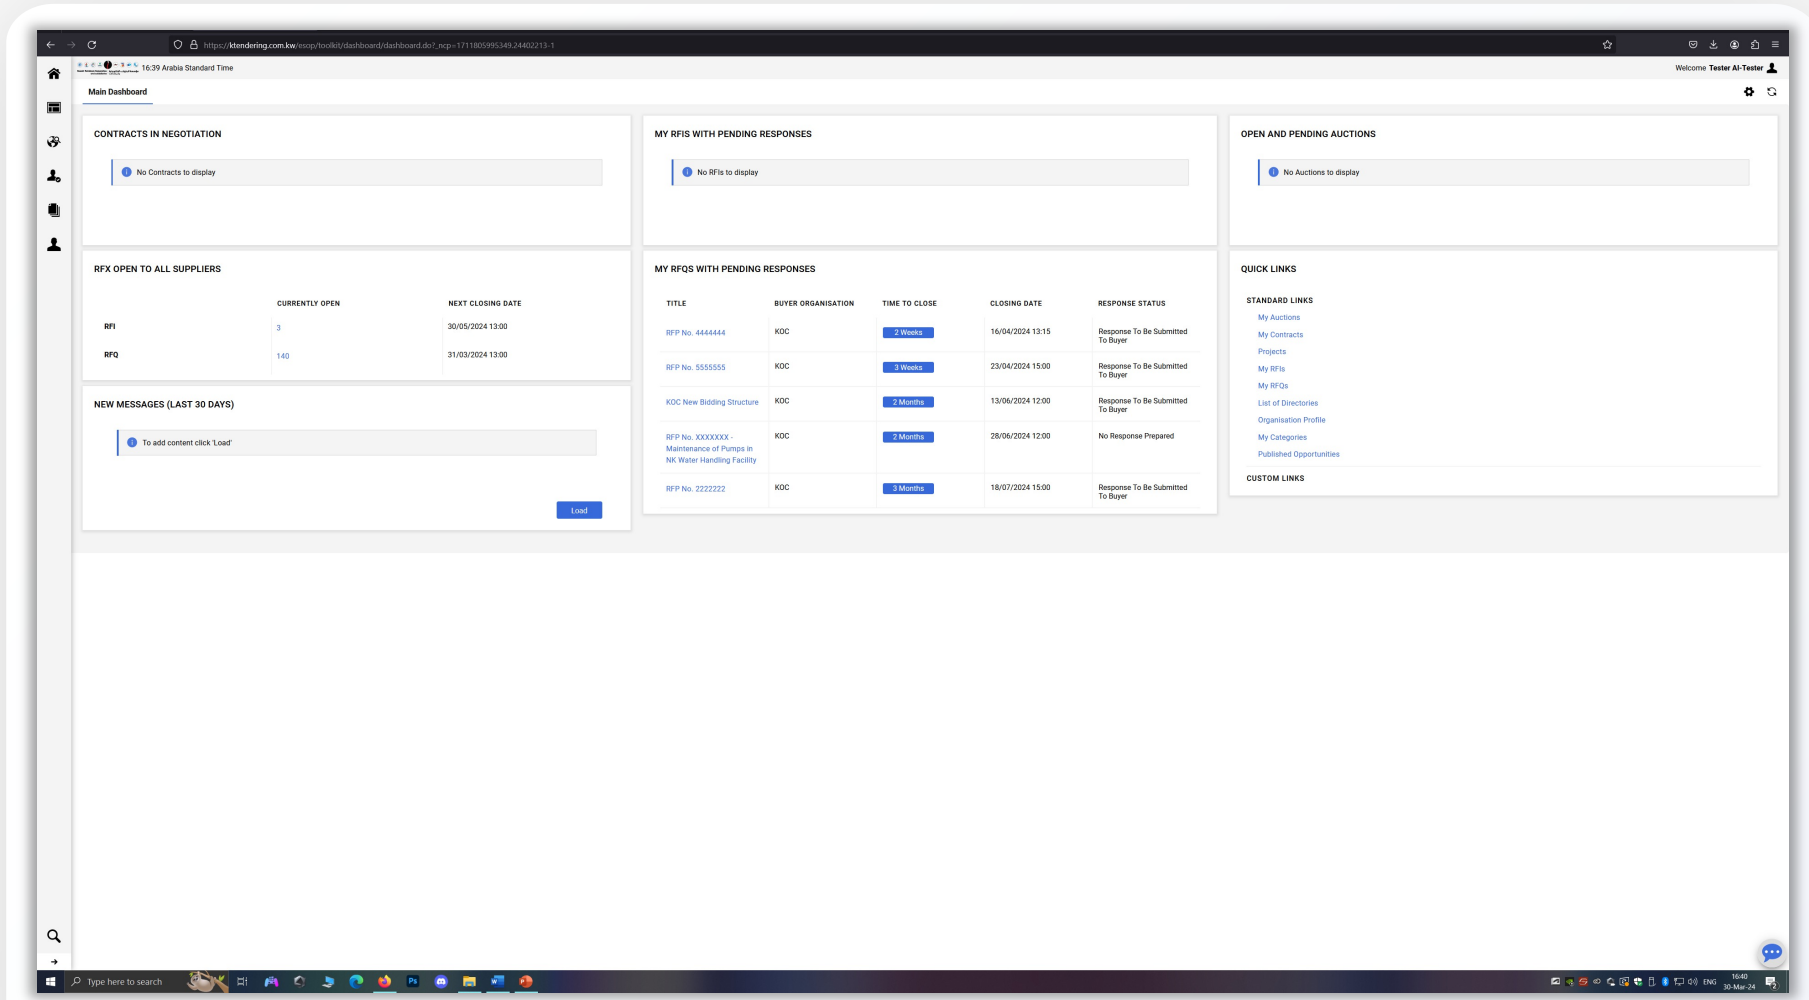 https://ktendering.com.kw/esop/toolkit/dashboard/dashboard.do?_ncp=1711805995349.24402213-1
16:39 Arabia Standard Time
Welcome Tester Al-Tester
Main Dashboard
CONTRACTS IN NEGOTIATION
No Contracts to display
MY RFIS WITH PENDING RESPONSES
No RFIs to display
OPEN AND PENDING AUCTIONS
No Auctions to display
RFX OPEN TO ALL SUPPLIERS
CURRENTLY OPEN NEXT CLOSING DATE
RFI 3 30/05/2024 13:00
RFQ 140 31/03/2024 13:00
NEW MESSAGES (LAST 30 DAYS)
To add content click 'Load'
Load
MY RFQS WITH PENDING RESPONSES
TITLE BUYER ORGANISATION TIME TO CLOSE CLOSING DATE RESPONSE STATUS
RFP No. 4444444 KOC 2 Weeks 16/04/2024 13:15 Response To Be Submitted
To Buyer
RFP No. 5555555 KOC 3 Weeks 23/04/2024 15:00 Response To Be Submitted
To Buyer
KOC New Bidding Structure KOC 2 Months 13/06/2024 12:00 Response To Be Submitted
To Buyer
RFP No. XXXXXXX - KOC 2 Months 28/06/2024 12:00 No Response Prepared
Maintenance of Pumps in
NK Water Handling Facility
RFP No. 2222222 KOC 3 Months 18/07/2024 15:00 Response To Be Submitted
To Buyer
QUICK LINKS
STANDARD LINKS
My Auctions
My Contracts
Projects
My RFIs
My RFQs
List of Directories
Organisation Profile
My Categories
Published Opportunities
CUSTOM LINKS
Type here to search
Ps
ENG
16:40
30-Mar-24